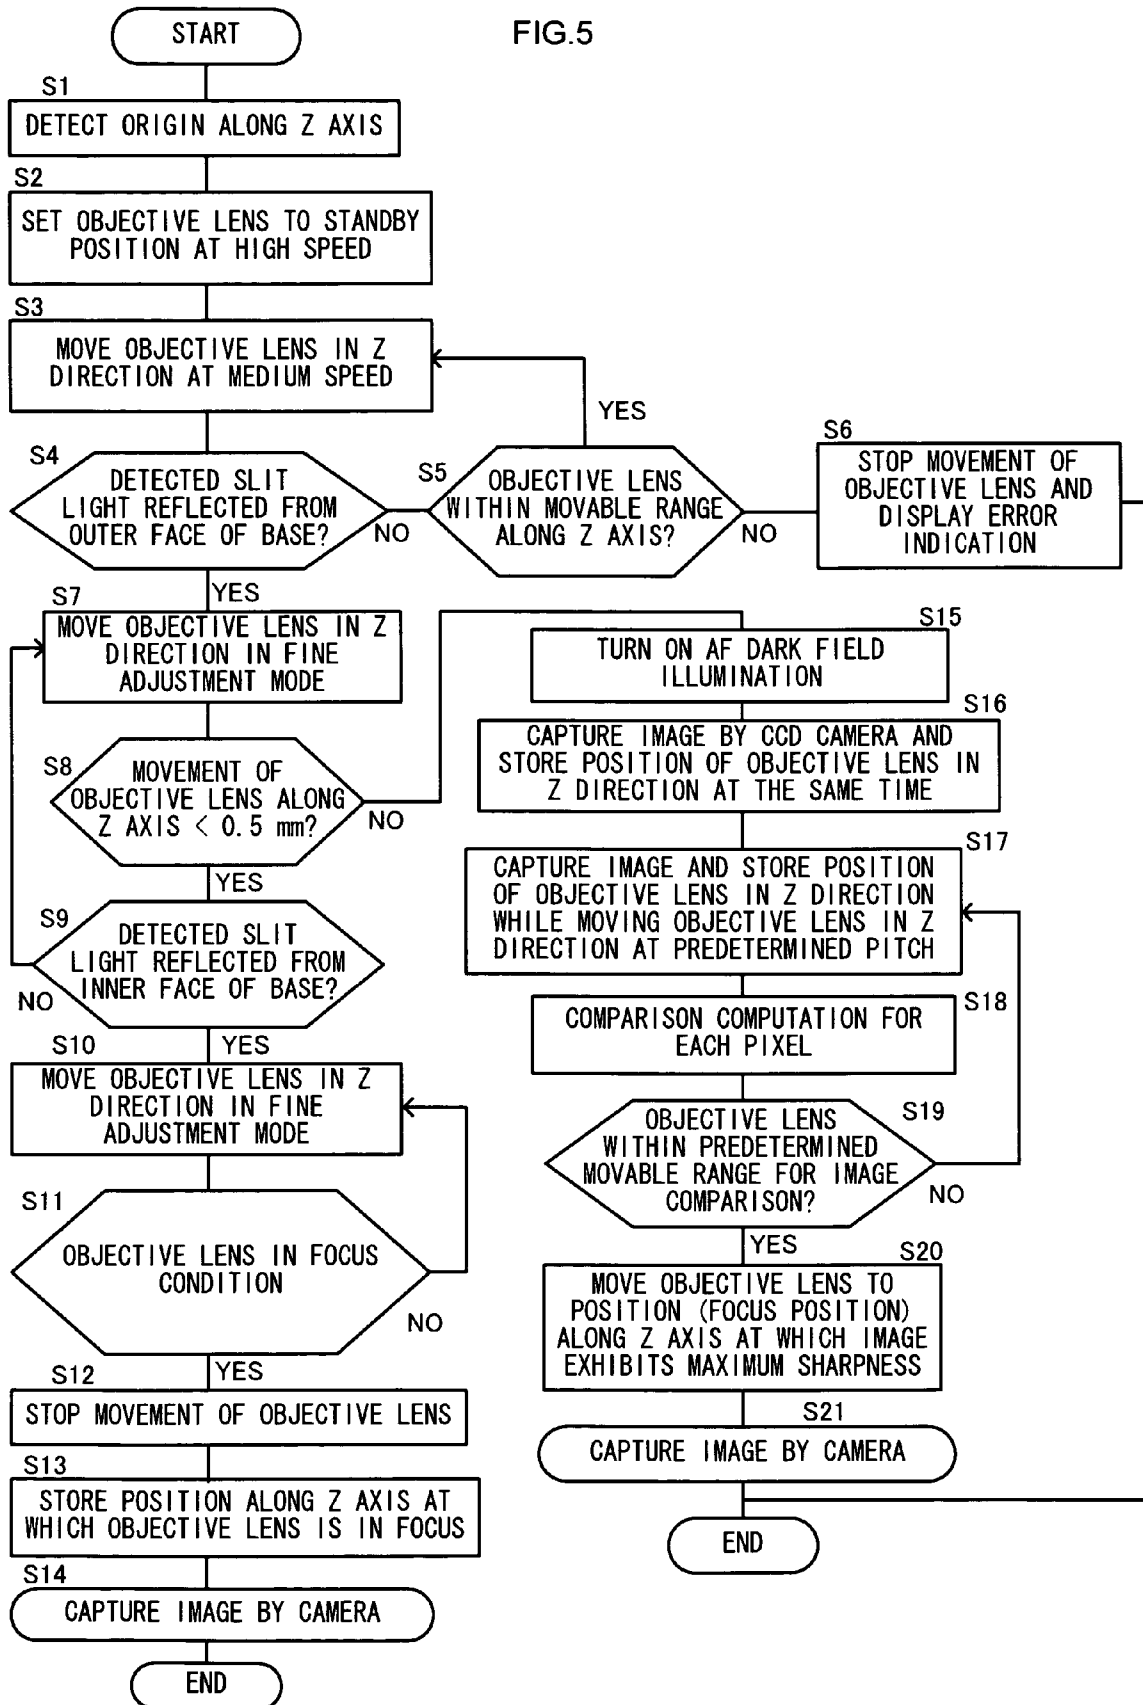 FIG.5
START
S1
DETECT ORIGIN ALONG Z AXIS
S2
SET OBJECTIVE LENS TO STANDBY
POSITION AT HIGH SPEED
S3
MOVE OBJECTIVE LENS IN Z
DIRECTION AT MEDIUM SPEED
S4
DETECTED SLIT
LIGHT REFLECTED FROM
OUTER FACE OF BASE?
NO
YES
S5
OBJECTIVE LENS
WITHIN MOVABLE RANGE
ALONG Z AXIS?
YES
NO
S6
STOP MOVEMENT OF
OBJECTIVE LENS AND
DISPLAY ERROR
INDICATION
S7
MOVE OBJECTIVE LENS IN Z
DIRECTION IN FINE
ADJUSTMENT MODE
S8
MOVEMENT OF
OBJECTIVE LENS ALONG
Z AXIS < 0.5 mm?
NO
YES
S9
DETECTED SLIT
LIGHT REFLECTED FROM
INNER FACE OF BASE?
NO
YES
S10
MOVE OBJECTIVE LENS IN Z
DIRECTION IN FINE
ADJUSTMENT MODE
S11
OBJECTIVE LENS IN FOCUS
CONDITION
NO
YES
S12
STOP MOVEMENT OF OBJECTIVE LENS
S13
STORE POSITION ALONG Z AXIS AT
WHICH OBJECTIVE LENS IS IN FOCUS
S14
CAPTURE IMAGE BY CAMERA
END
S15
TURN ON AF DARK FIELD
ILLUMINATION
S16
CAPTURE IMAGE BY CCD CAMERA AND
STORE POSITION OF OBJECTIVE LENS IN
Z DIRECTION AT THE SAME TIME
S17
CAPTURE IMAGE AND STORE POSITION
OF OBJECTIVE LENS IN Z DIRECTION
WHILE MOVING OBJECTIVE LENS IN Z
DIRECTION AT PREDETERMINED PITCH
S18
COMPARISON COMPUTATION FOR
EACH PIXEL
S19
OBJECTIVE LENS
WITHIN PREDETERMINED
MOVABLE RANGE FOR IMAGE
COMPARISON?
NO
YES
S20
MOVE OBJECTIVE LENS TO
POSITION (FOCUS POSITION)
ALONG Z AXIS AT WHICH IMAGE
EXHIBITS MAXIMUM SHARPNESS
S21
CAPTURE IMAGE BY CAMERA
END